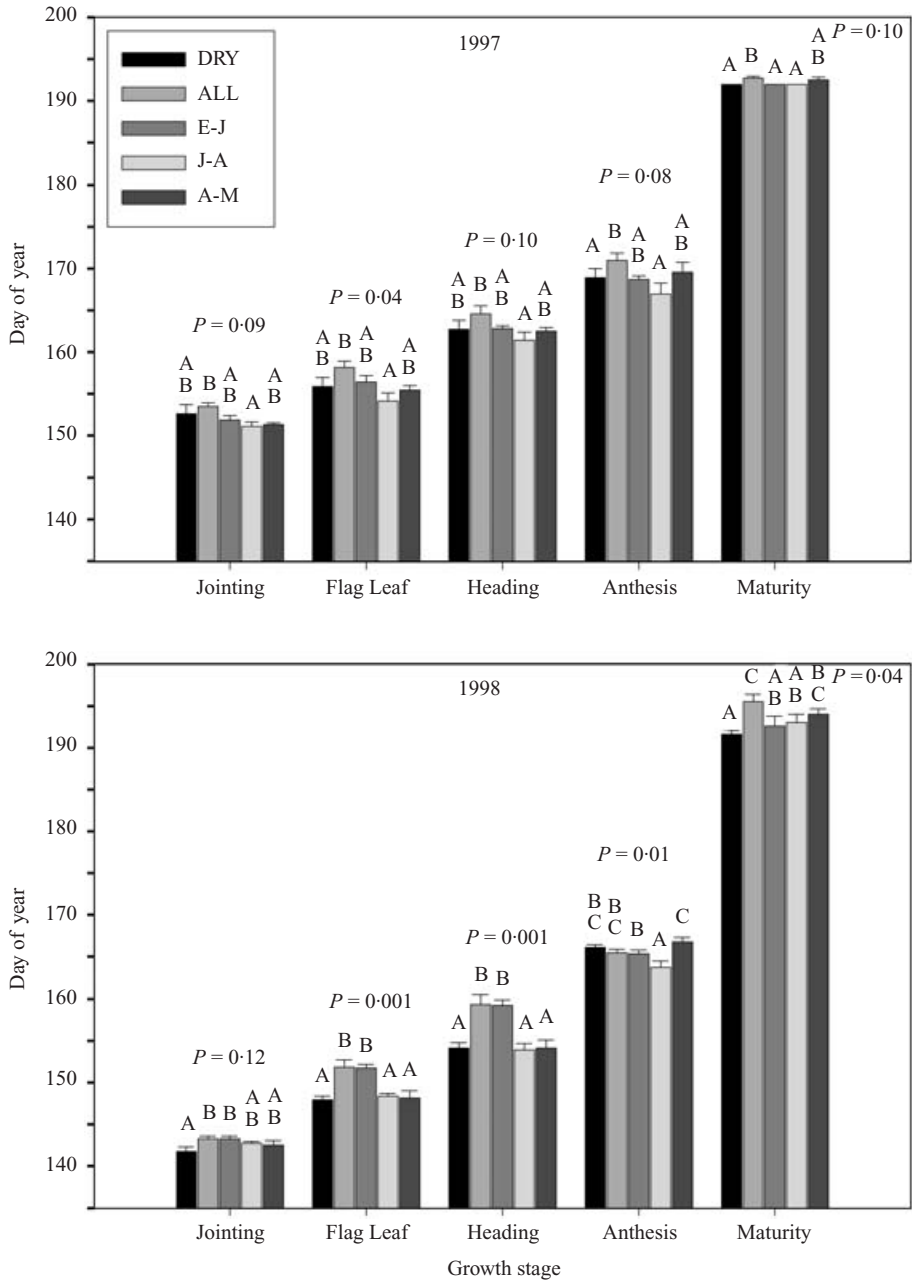 200
1997
P = 0·10
DRY
ALL
E-J
J-A
A-M
A B A A A
B
190
180
P = 0·08
A B A A A
B B
170
P = 0·10
A B A A A
B B B
P = 0·04
A B A A A
B B B
160
P = 0·09
A B A A A
B B B
150
140
Day of year
Jointing Flag Leaf Heading Anthesis Maturity
200
1998
P = 0·04
A C A A B
B B C
190
180
P = 0·01
B B B A C
C C
170
P = 0·001
A B B A A
160
P = 0·001
A B B A A
150
P = 0·12
A B B A A
B B
140
Day of year
Jointing Flag Leaf Heading Anthesis Maturity
Growth stage